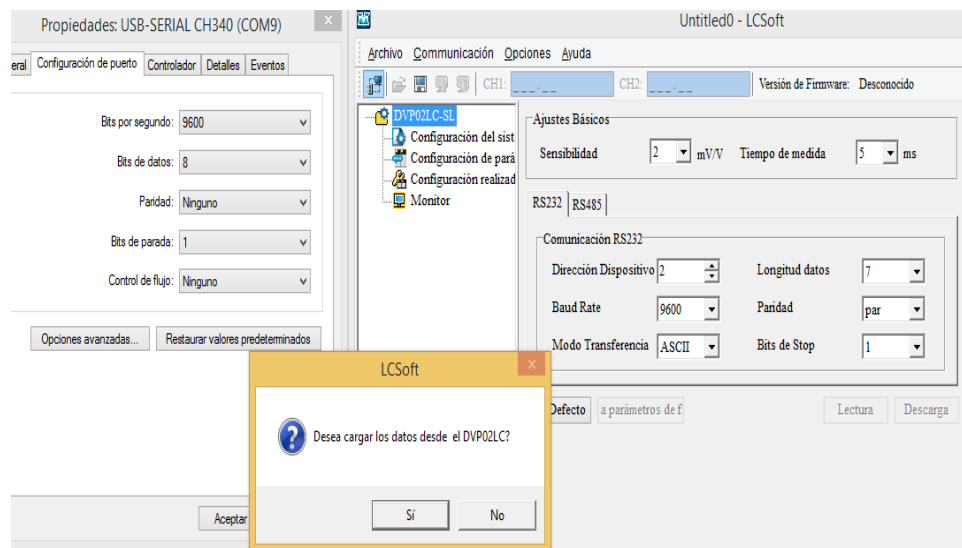 Propiedades: USB-SERIAL CH340 (COM9)
eral Configuración de puerto Controlador Detalles Eventos
Bits por segundo: 9600
Bits de datos: 8
Paridad: Ninguno
Bits de parada: 1
Control de flujo: Ninguno
Opciones avanzadas... Restaurar valores predeterminados
Aceptar
Untitled0 - LCSoft
Archivo Communicación Opciones Ayuda
CH1: ___.__ CH2: ___.__ Versión de Firmware: Desconocido
DVP02LC-SL
Configuración del sist
Configuración de pará
Configuración realizad
Monitor
Ajustes Básicos
Sensibilidad 2 mV/V Tiempo de medida 5 ms
RS232 RS485
Comunicación RS232
Dirección Dispositivo 2 Longitud datos 7
Baud Rate 9600 Paridad par
Modo Transferencia ASCII Bits de Stop 1
Defecto a parámetros de f Lectura Descarga
LCSoft
Desea cargar los datos desde el DVP02LC?
Sí No